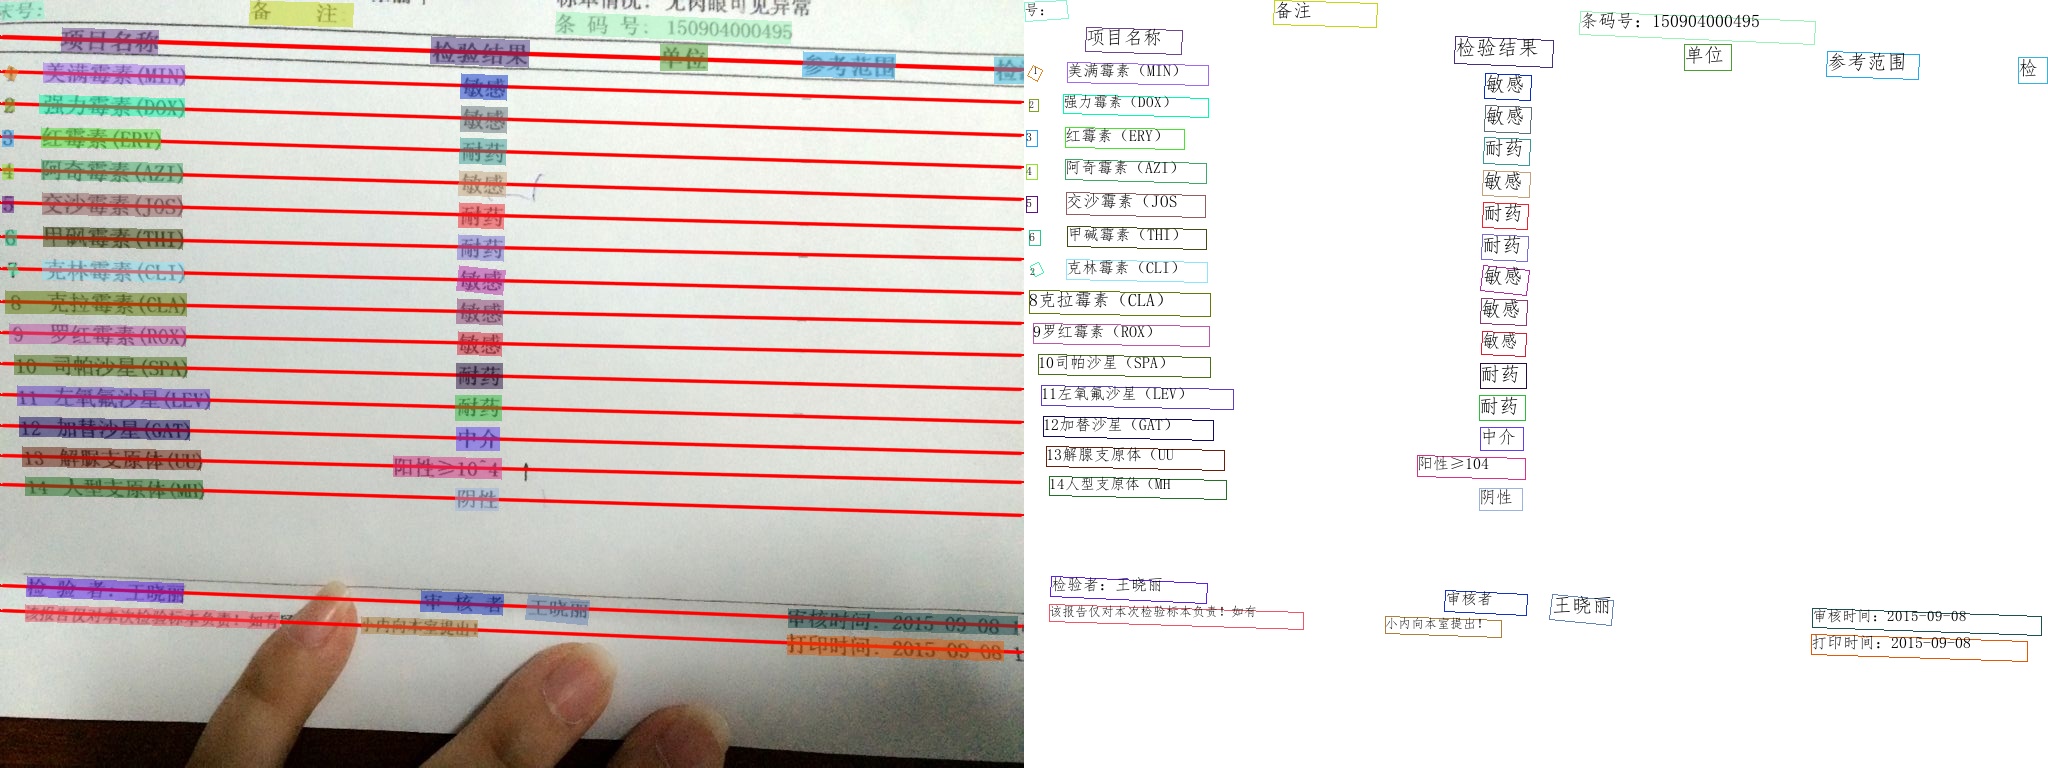 末号:
备 注:
标本情况: 无肉眼可见异常
条 码 号: 150904000495
项目名称 检验结果 单位 参考范围
1 美满霉素(MIN) 敏感
2 强力霉素(DOX) 敏感
3 红霉素(ERY) 耐药
4 阿奇霉素(AZI) 敏感
5 交沙霉素(JOS) 耐药
6 甲砜霉素(THI) 耐药
7 克林霉素(CLI) 敏感
8 克拉霉素(CLA) 敏感
9 罗红霉素(ROX) 敏感
10 司帕沙星(SPA) 耐药
11 左氧氟沙星(LEV) 耐药
12 加替沙星(GAT) 中介
13 解脲支原体(UU) 阳性≥10^4 ↑
14 人型支原体(MH) 阴性
检 验 者: 王晓丽 审 核 者 王晓丽 审核时间: 2015-09-08
该报告仅对本次检验标本负责! 如有 小内向本室提出! 打印时间: 2015-09-08
号:
备注
条码号: 150904000495
项目名称 检验结果 单位 参考范围 检
1 美满霉素（MIN） 敏感
2 强力霉素（DOX） 敏感
3 红霉素（ERY） 耐药
4 阿奇霉素（AZI） 敏感
5 交沙霉素（JOS 耐药
6 甲碱霉素（THI） 耐药
2 克林霉素（CLI） 敏感
8克拉霉素（CLA） 敏感
9罗红霉素（ROX） 敏感
10司帕沙星（SPA） 耐药
11左氧氟沙星（LEV） 耐药
12加替沙星（GAT） 中介
13解腺支原体（UU 阳性≥104
14人型支原体（MH 阴性
检验者: 王晓丽 审核者 王晓丽 审核时间: 2015-09-08
该报告仅对本次检验标本负责! 如有 小内向本室提出! 打印时间: 2015-09-08